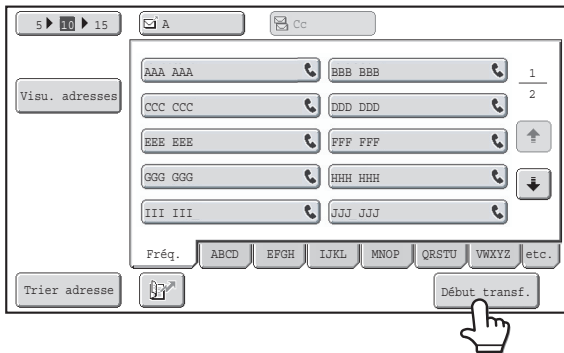 5 10 15
A
Cc
Visu. adresses
AAA AAA
BBB BBB
1
2
CCC CCC
DDD DDD
EEE EEE
FFF FFF
GGG GGG
HHH HHH
III III
JJJ JJJ
Fréq.
ABCD
EFGH
IJKL
MNOP
QRSTU
VWXYZ
etc.
Trier adresse
Début transf.